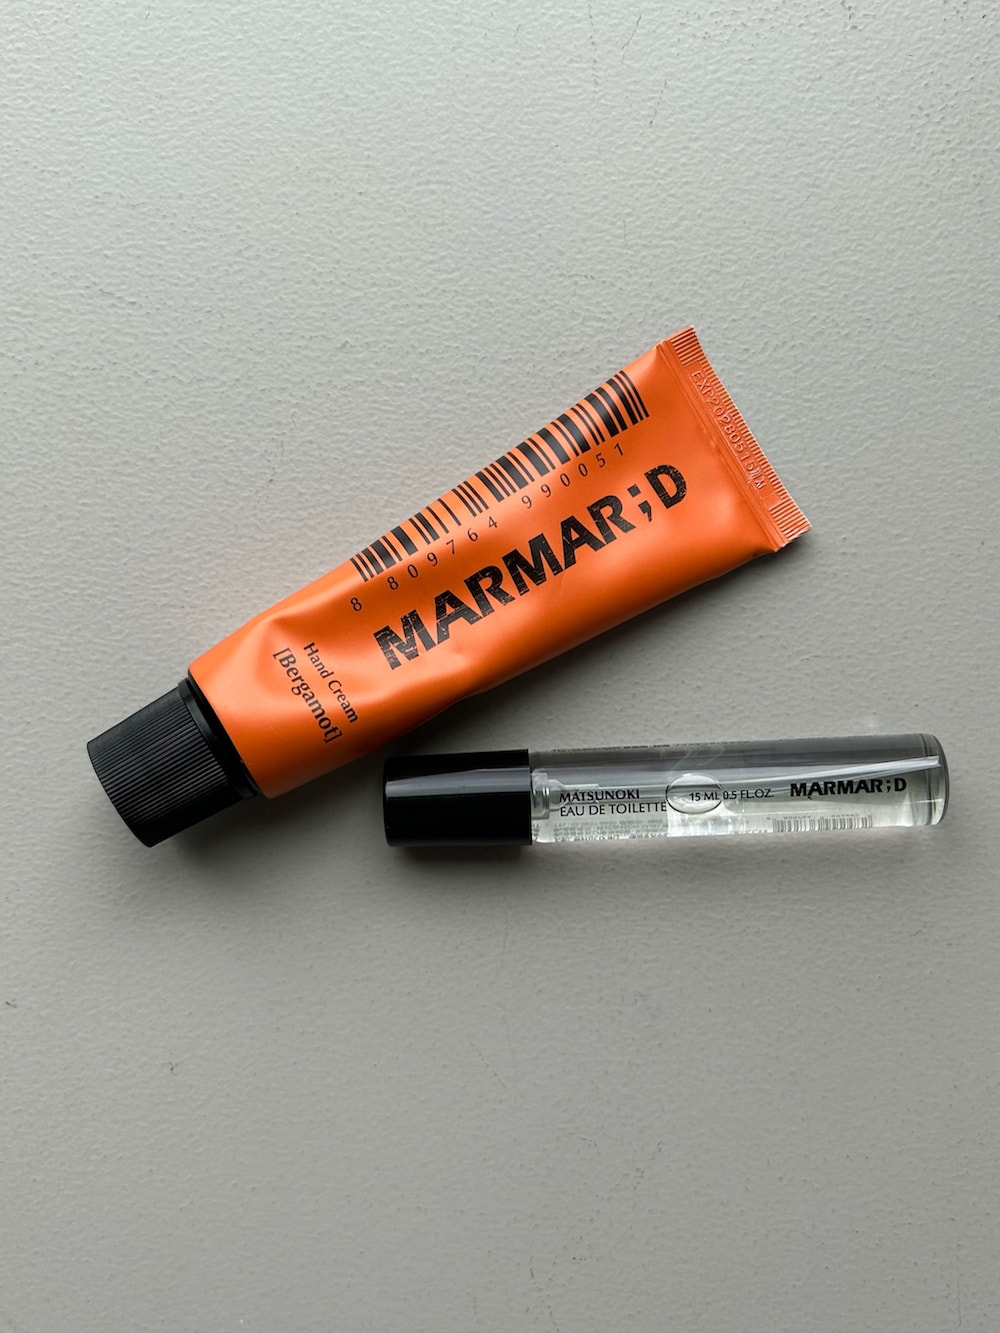 8 809764 990051
MARMAR;D
Hand Cream
[Bergamot]
MATSUNOKI
EAU DE TOILETTE
15 ML 0.5 FL.OZ.
MARMAR;D